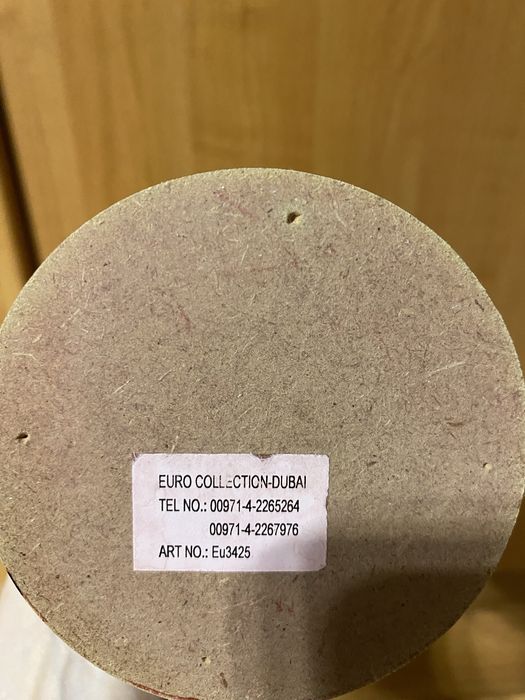 EURO COLLECTION-DUBAI
TEL NO.: 00971-4-2265264
00971-4-2267976
ART NO.: Eu3425